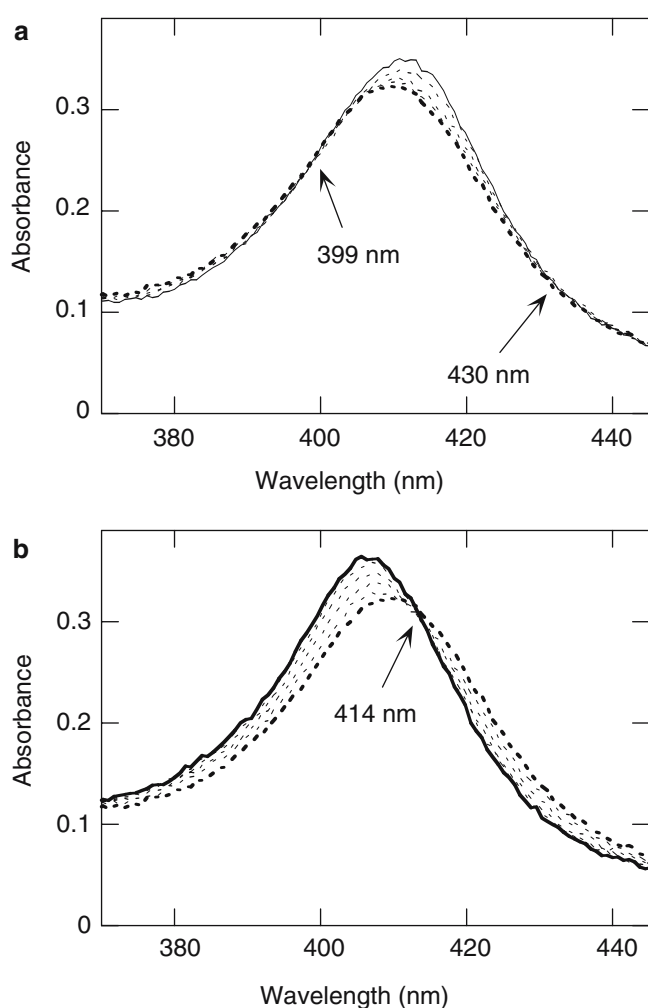 a
0.3
0.2
0.1
0
Absorbance
399 nm
430 nm
380 400 420 440
Wavelength (nm)
b
0.3
0.2
0.1
0
Absorbance
414 nm
380 400 420 440
Wavelength (nm)